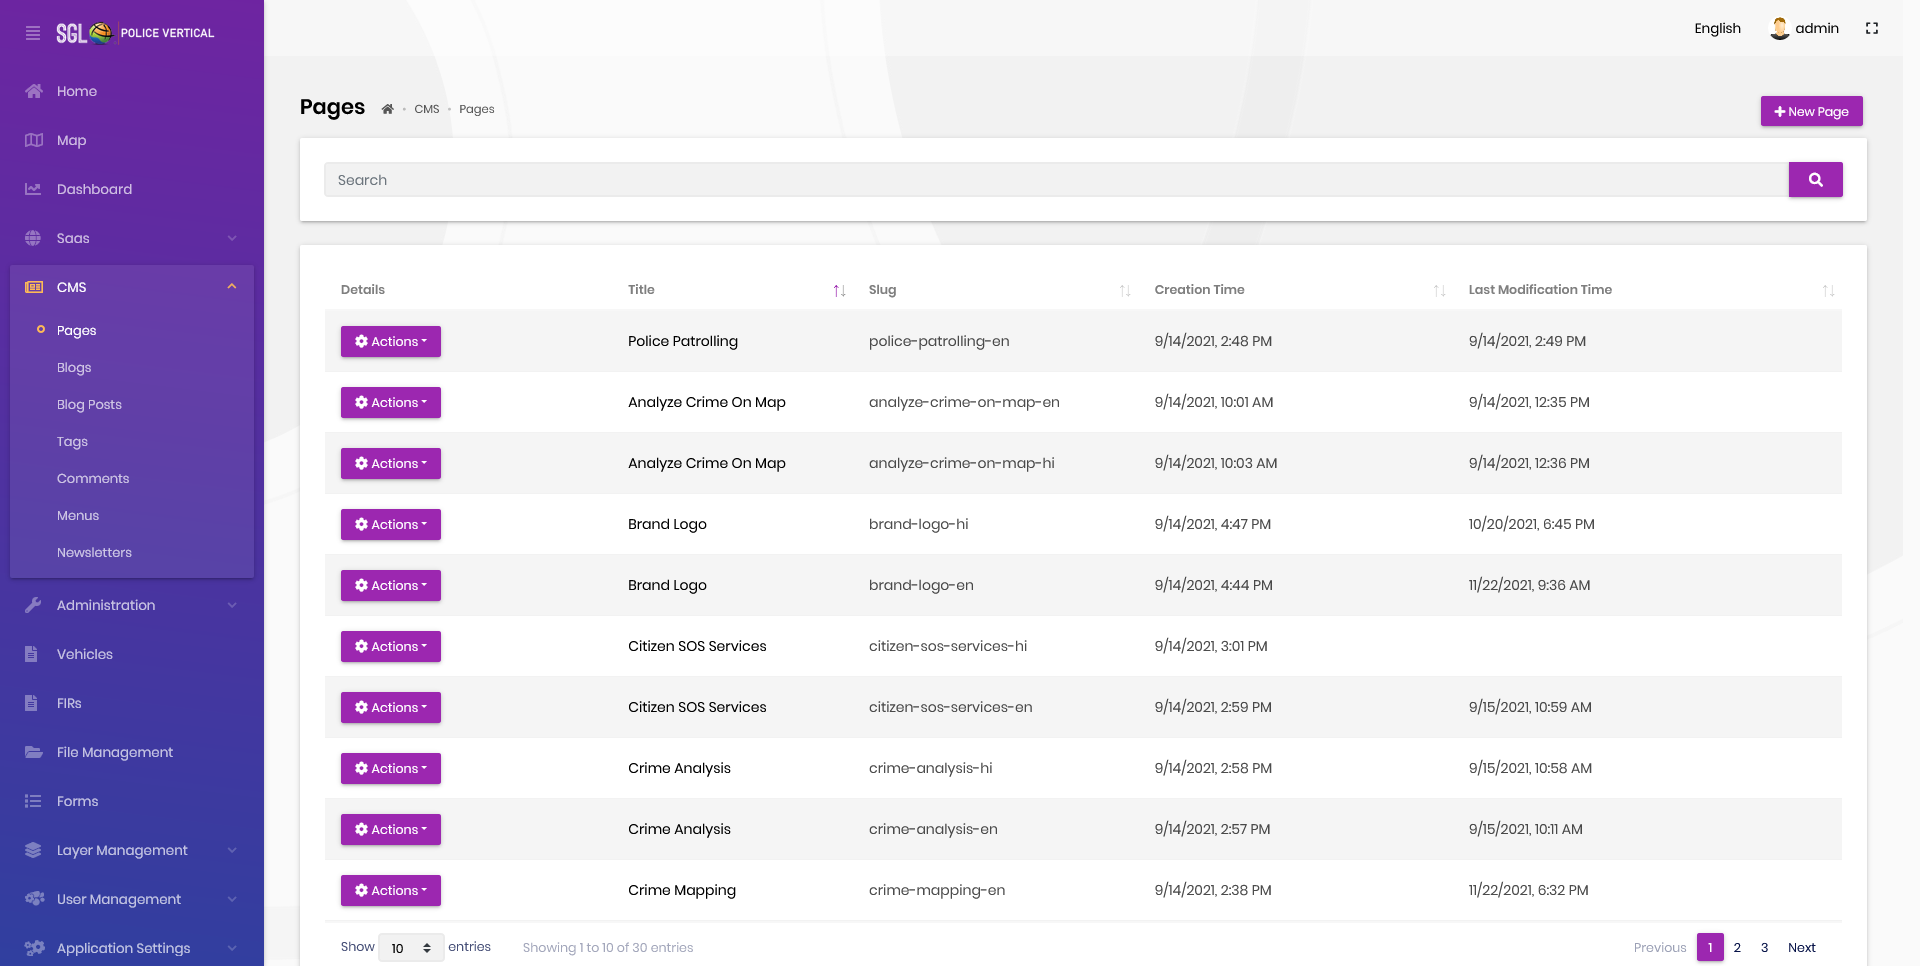 SGL POLICE VERTICAL
English
admin
Home
Map
Dashboard
Saas
CMS
Pages
Blogs
Blog Posts
Tags
Comments
Menus
Newsletters
Administration
Vehicles
FIRs
File Management
Forms
Layer Management
User Management
Application Settings
Pages CMS Pages
New Page
Search
Details Title Slug Creation Time Last Modification Time
Actions Police Patrolling police-patrolling-en 9/14/2021, 2:48 PM 9/14/2021, 2:49 PM
Actions Analyze Crime On Map analyze-crime-on-map-en 9/14/2021, 10:01 AM 9/14/2021, 12:35 PM
Actions Analyze Crime On Map analyze-crime-on-map-hi 9/14/2021, 10:03 AM 9/14/2021, 12:36 PM
Actions Brand Logo brand-logo-hi 9/14/2021, 4:47 PM 10/20/2021, 6:45 PM
Actions Brand Logo brand-logo-en 9/14/2021, 4:44 PM 11/22/2021, 9:36 AM
Actions Citizen SOS Services citizen-sos-services-hi 9/14/2021, 3:01 PM
Actions Citizen SOS Services citizen-sos-services-en 9/14/2021, 2:59 PM 9/15/2021, 10:59 AM
Actions Crime Analysis crime-analysis-hi 9/14/2021, 2:58 PM 9/15/2021, 10:58 AM
Actions Crime Analysis crime-analysis-en 9/14/2021, 2:57 PM 9/15/2021, 10:11 AM
Actions Crime Mapping crime-mapping-en 9/14/2021, 2:38 PM 11/22/2021, 6:32 PM
Show 10 entries Showing 1 to 10 of 30 entries Previous 1 2 3 Next